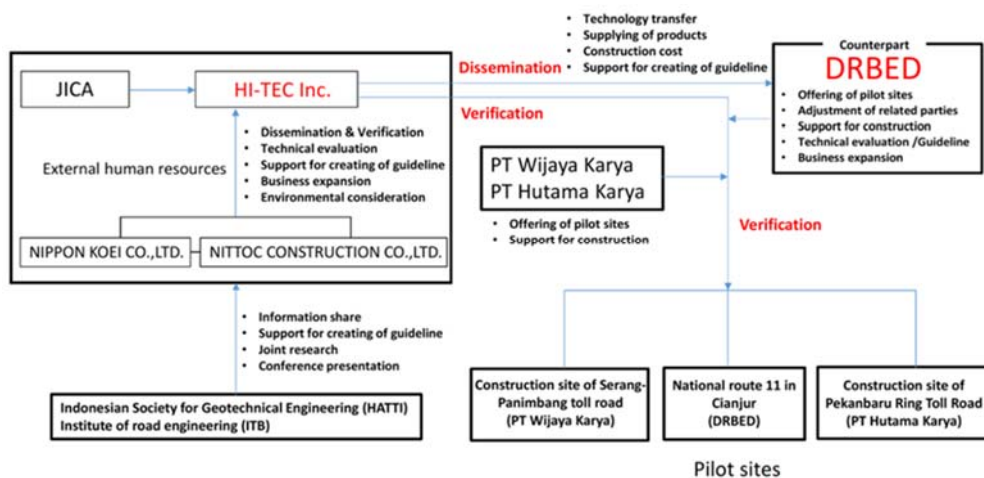 JICA
HI-TEC Inc.
• Dissemination & Verification
• Technical evaluation
• Support for creating of guideline
• Business expansion
• Environmental consideration
External human resources
NIPPON KOEI CO.,LTD.
NITTOC CONSTRUCTION CO.,LTD.
• Information share
• Support for creating of guideline
• Joint research
• Conference presentation
Indonesian Society for Geotechnical Engineering (HATTI)
Institute of road engineering (ITB)
• Technology transfer
• Supplying of products
• Construction cost
• Support for creating of guideline
Dissemination
Verification
Counterpart
DRBED
• Offering of pilot sites
• Adjustment of related parties
• Support for construction
• Technical evaluation /Guideline
• Business expansion
PT Wijaya Karya
PT Hutama Karya
• Offering of pilot sites
• Support for construction
Verification
Construction site of Serang-
Panimbang toll road
(PT Wijaya Karya)
National route 11 in
Cianjur
(DRBED)
Construction site of
Pekanbaru Ring Toll Road
(PT Hutama Karya)
Pilot sites